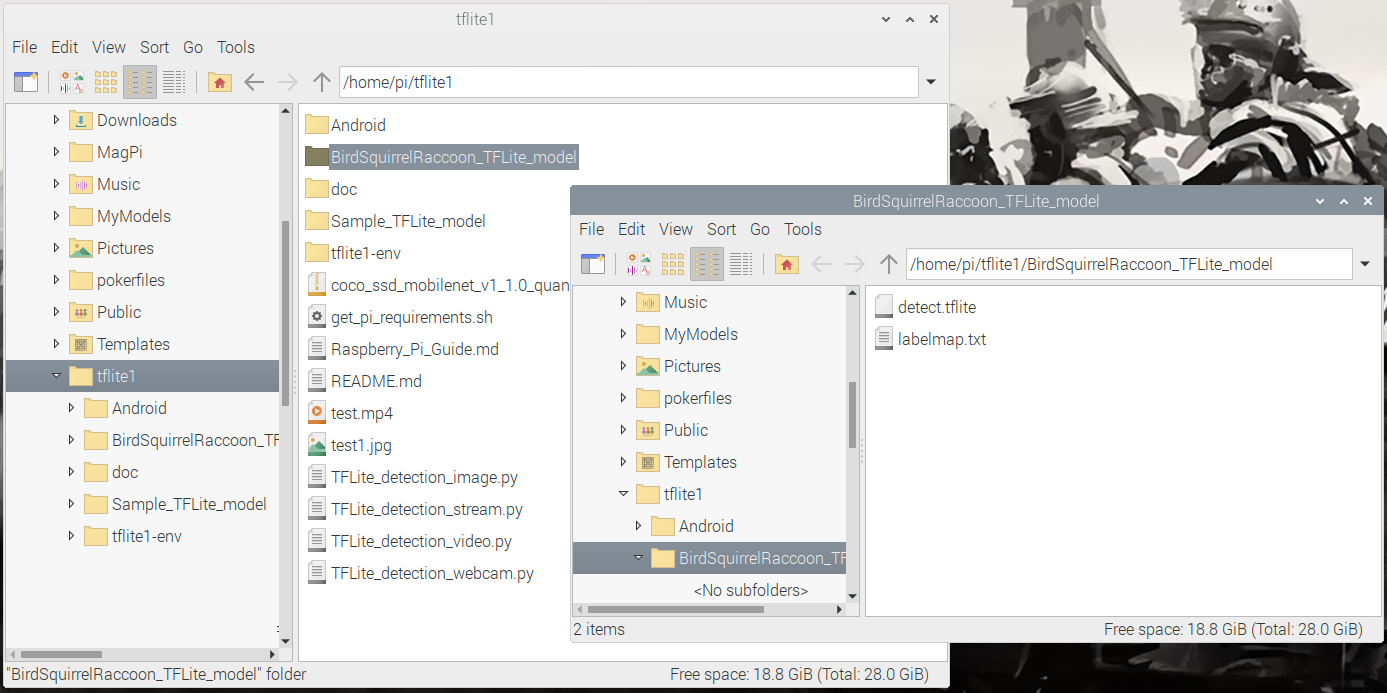 tflite1
File Edit View Sort Go Tools
/home/pi/tflite1
Downloads
MagPi
Music
MyModels
Pictures
pokerfiles
Public
Templates
tflite1
Android
BirdSquirrelRaccoon_TF
doc
Sample_TFLite_model
tflite1-env
Android
BirdSquirrelRaccoon_TFLite_model
doc
Sample_TFLite_model
tflite1-env
coco_ssd_mobilenet_v1_1.0_quan
get_pi_requirements.sh
Raspberry_Pi_Guide.md
README.md
test.mp4
test1.jpg
TFLite_detection_image.py
TFLite_detection_stream.py
TFLite_detection_video.py
TFLite_detection_webcam.py
"BirdSquirrelRaccoon_TFLite_model" folder
Free space: 18.8 GiB (Total: 28.0 GiB)
BirdSquirrelRaccoon_TFLite_model
File Edit View Sort Go Tools
/home/pi/tflite1/BirdSquirrelRaccoon_TFLite_model
Music
MyModels
Pictures
pokerfiles
Public
Templates
tflite1
Android
BirdSquirrelRaccoon_TF
<No subfolders>
detect.tflite
labelmap.txt
2 items
Free space: 18.8 GiB (Total: 28.0 GiB)